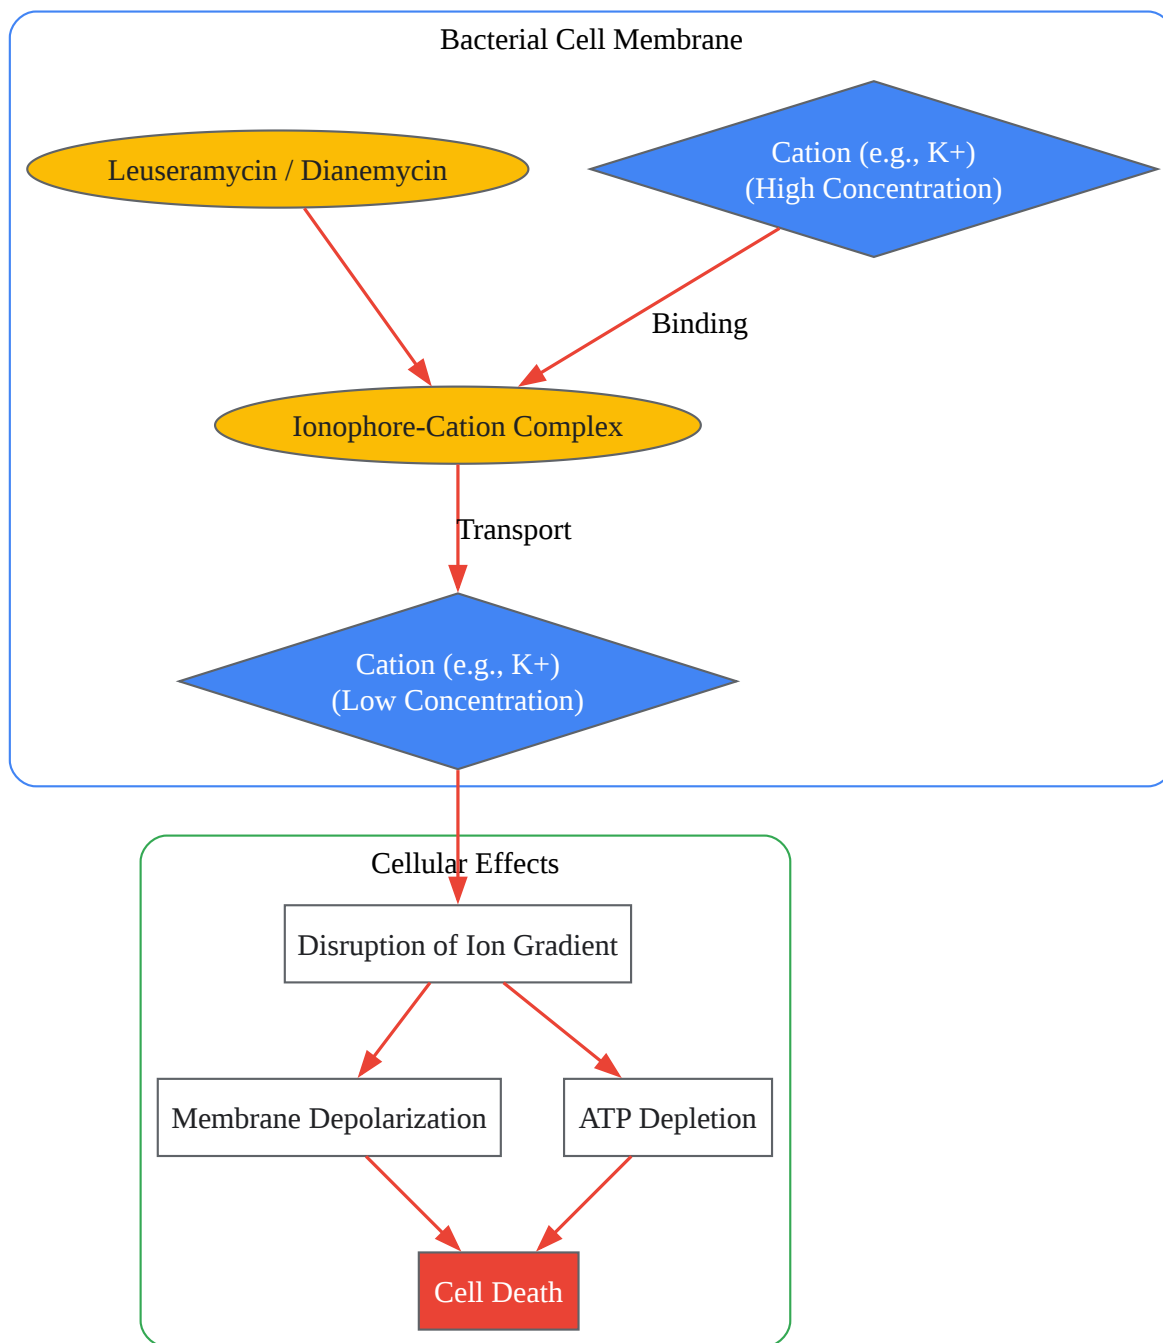 Bacterial Cell Membrane
Leuseramycin / Dianemycin
Cation (e.g., K+)
(High Concentration)
Binding
Ionophore-Cation Complex
Transport
Cation (e.g., K+)
(Low Concentration)
Cellular Effects
Disruption of Ion Gradient
Membrane Depolarization
ATP Depletion
Cell Death